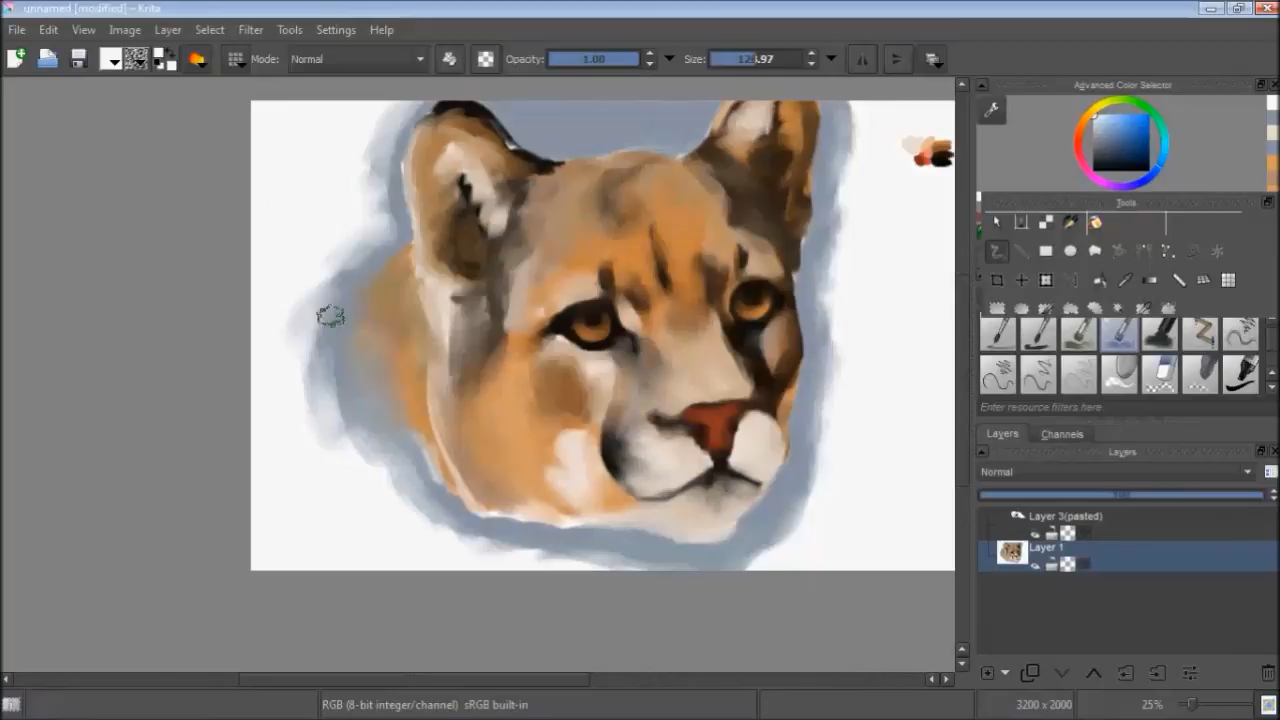 unnamed [modified] – Krita
File Edit View Image Layer Select Filter Tools Settings Help
Mode: Normal Opacity: 1.00 Size:
Advanced Color Selector
Tools
Enter resource filters here
Layers Channels
Layers
Normal
100
Layer 3(pasted)
Layer 1
RGB (8-bit integer/channel) sRGB built-in 3200 x 2000 25%